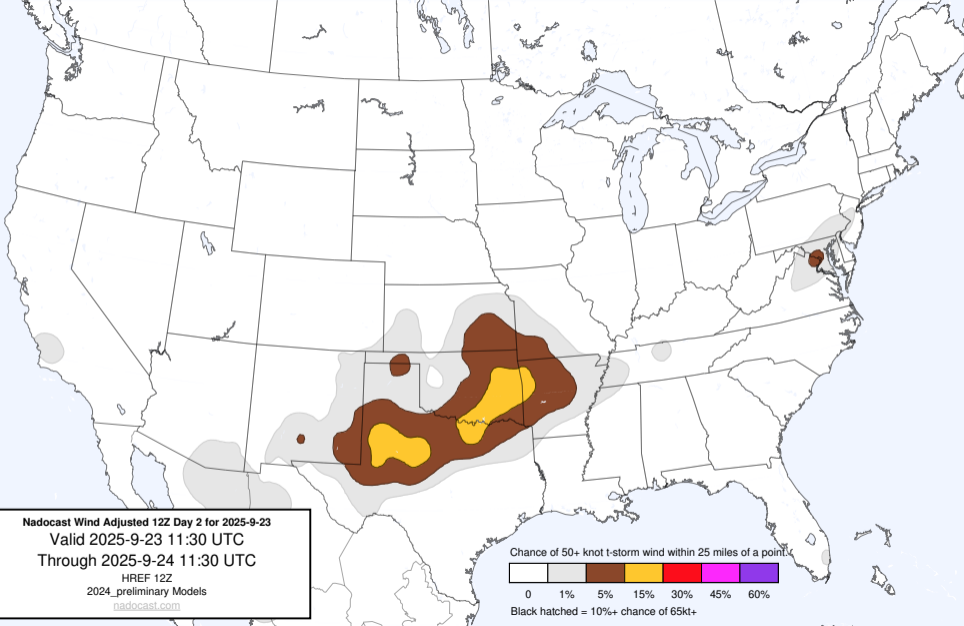 Nadocast Wind Adjusted 12Z Day 2 for 2025-9-23
Valid 2025-9-23 11:30 UTC
Through 2025-9-24 11:30 UTC
HREF 12Z
2024_preliminary Models
nadocast.com
Chance of 50+ knot t-storm wind within 25 miles of a point.
0 1% 5% 15% 30% 45% 60%
Black hatched = 10%+ chance of 65kt+